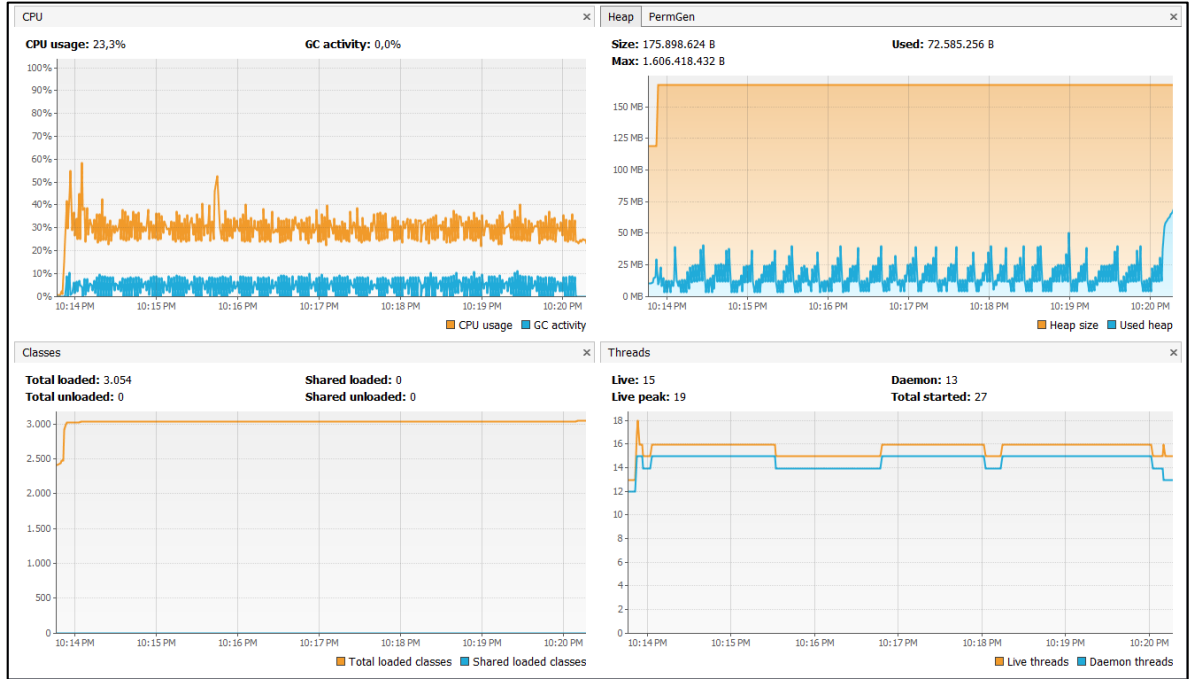 CPU ×
CPU usage: 23,3% GC activity: 0,0%
100%
90%
80%
70%
60%
50%
40%
30%
20%
10%
0%
10:14 PM 10:15 PM 10:16 PM 10:17 PM 10:18 PM 10:19 PM 10:20 PM
CPU usage GC activity
Heap PermGen ×
Size: 175.898.624 B Used: 72.585.256 B
Max: 1.606.418.432 B
150 MB
125 MB
100 MB
75 MB
50 MB
25 MB
0 MB
10:14 PM 10:15 PM 10:16 PM 10:17 PM 10:18 PM 10:19 PM 10:20 PM
Heap size Used heap
Classes ×
Total loaded: 3.054 Shared loaded: 0
Total unloaded: 0 Shared unloaded: 0
3.000
2.500
2.000
1.500
1.000
500
0
10:14 PM 10:15 PM 10:16 PM 10:17 PM 10:18 PM 10:19 PM 10:20 PM
Total loaded classes Shared loaded classes
Threads ×
Live: 15 Daemon: 13
Live peak: 19 Total started: 27
18
16
14
12
10
8
6
4
2
0
10:14 PM 10:15 PM 10:16 PM 10:17 PM 10:18 PM 10:19 PM 10:20 PM
Live threads Daemon threads